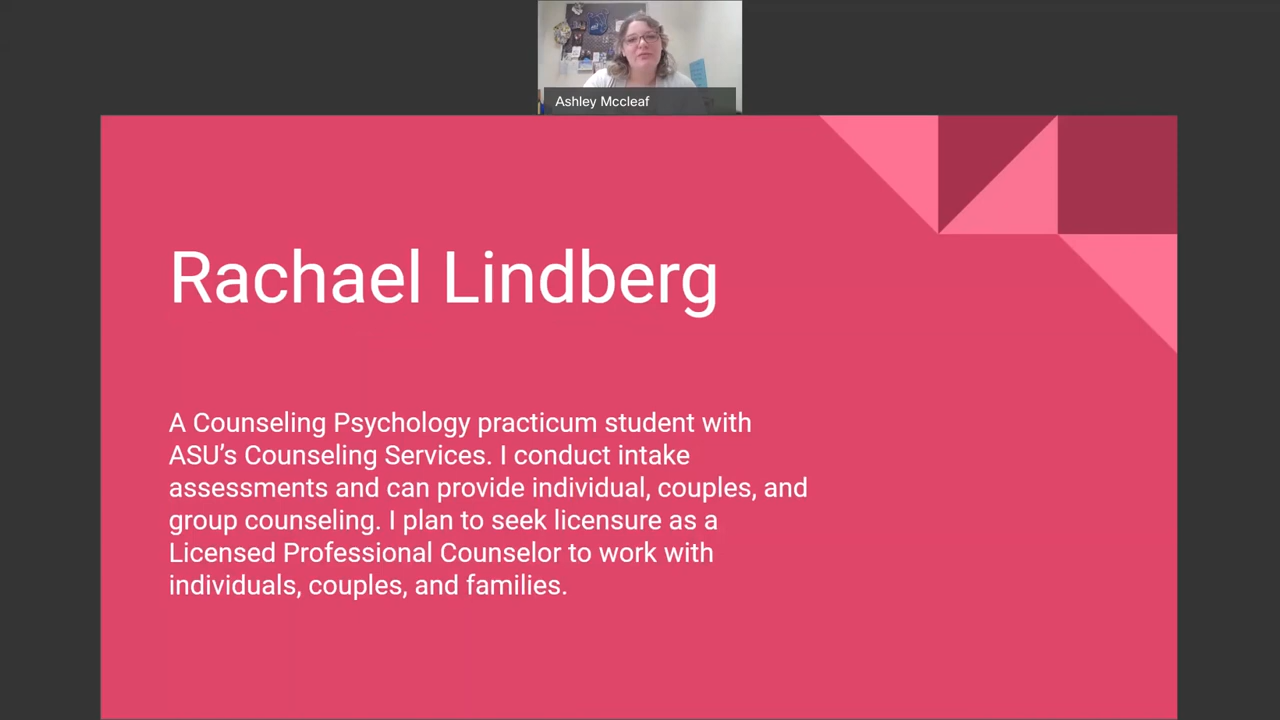 Ashley Mccleaf
Rachael Lindberg
A Counseling Psychology practicum student with
ASU’s Counseling Services. I conduct intake
assessments and can provide individual, couples, and
group counseling. I plan to seek licensure as a
Licensed Professional Counselor to work with
individuals, couples, and families.